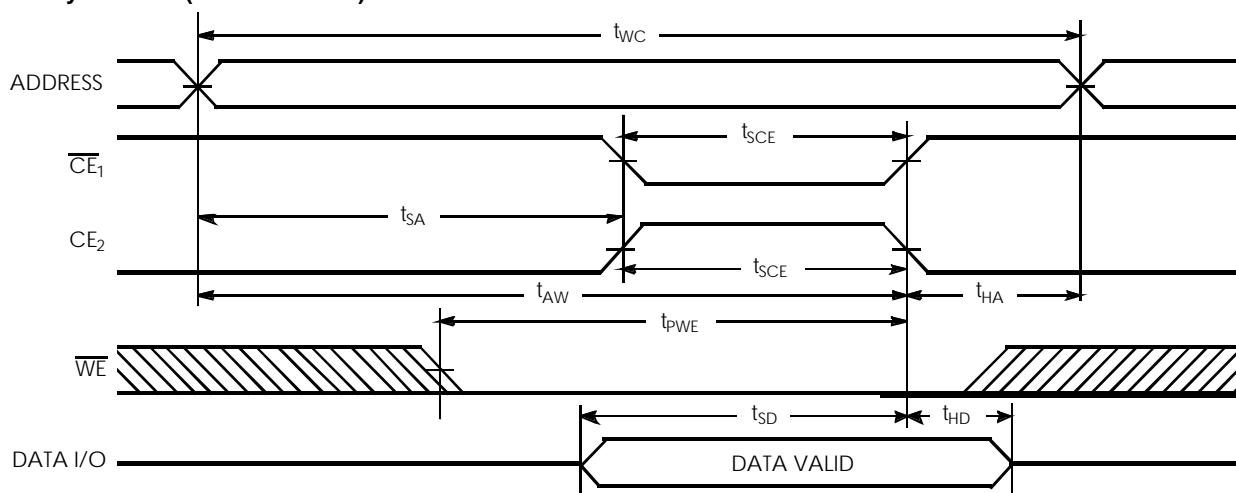 tWC
ADDRESS
tSCE
CE1
tSA
CE2
tSCE
tAW
tHA
tPWE
WE
tSD
tHD
DATA I/O
DATA VALID